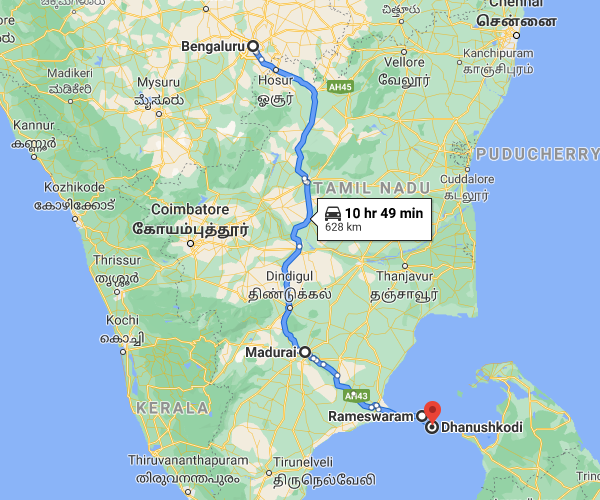 Chennai
சென்னை
சித்தூர்
Bengaluru
Vellore
வேலூர்
Kanchipuram
காஞ்சிபுரம்
Madikeri
ಮಡಿಕೇರಿ
Mysuru
ಮೈಸೂರು
Hosur
ஓசூர்
AH45
Kannur
കണ്ണൂർ
PUDUCHERRY
Cuddalore
கடலூர்
TAMIL NADU
Kozhikode
കോഴിക്കോട്
Coimbatore
கோயம்புத்தூர்
10 hr 49 min
628 km
Thrissur
തൃശ്ശൂർ
Dindigul
திண்டுக்கல்
Thanjavur
தஞ்சாவூர்
Kochi
കൊച്ചി
Madurai
AH43
KERALA
Rameswaram
Dhanushkodi
Thiruvananthapuram
തിരുവനന്തപുരം
Tirunelveli
திருநெல்வேலி